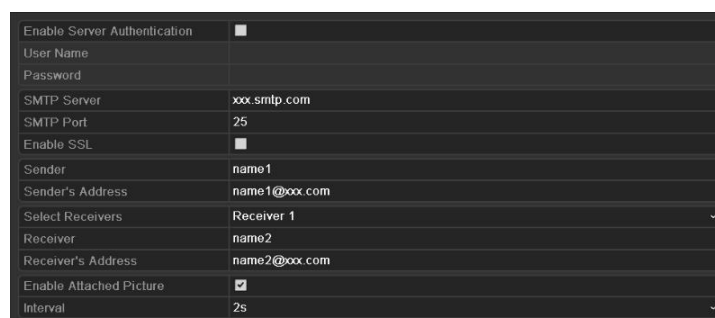 Enable Server Authentication
User Name
Password
SMTP Server xxx.smtp.com
SMTP Port 25
Enable SSL
Sender name1
Sender's Address name1@xxx.com
Select Receivers Receiver 1
Receiver name2
Receiver's Address name2@xxx.com
Enable Attached Picture
Interval 2s